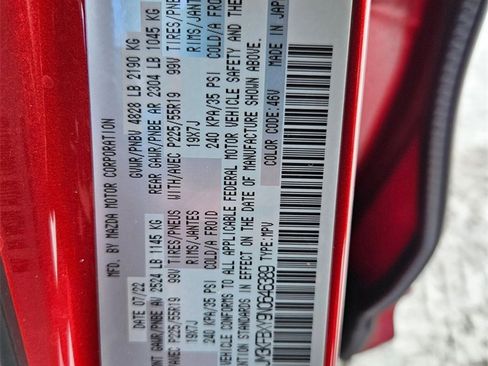 MFD. BY MAZDA MOTOR CORPORATION
DATE 07/22 GVWR/PNBV 4828 LB 2190 KG
FRONT GAWR/PNBE AV 2524 LB 1145 KG REAR GAWR/PNBE AR 2304 LB 1045 KG
WITH/AVEC P225/55R19 99V TIRES/PNEUS WITH/AVEC P225/55R19 99V TIRES/PNEUS
19X7J RIMS/JANTES 19X7J RIMS/JANTES
240 KPA/35 PSI COLD/A FROID 240 KPA/35 PSI COLD/A FROID
THIS VEHICLE CONFORMS TO ALL APPLICABLE FEDERAL MOTOR VEHICLE SAFETY AND THEFT
PREVENTION STANDARDS IN EFFECT ON THE DATE OF MANUFACTURE SHOWN ABOVE.
TYPE:MPV COLOR CODE:46V MADE IN JAPAN